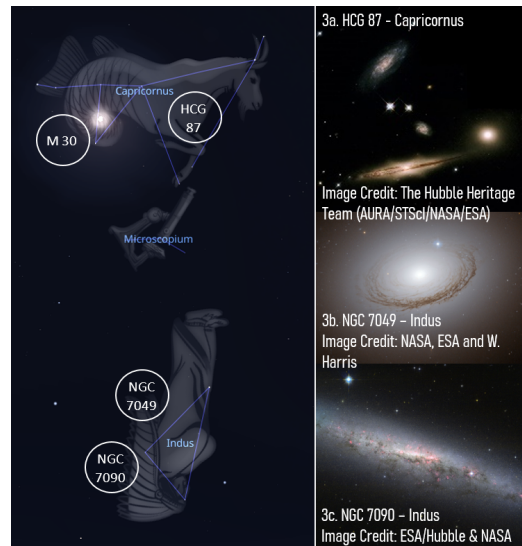 Capricornus
HCG
87
M 30
Microscopium
NGC
7049
Indus
NGC
7090
3a. HCG 87 - Capricornus
Image Credit: The Hubble Heritage
Team (AURA/STScI/NASA/ESA)
3b. NGC 7049 – Indus
Image Credit: NASA, ESA and W.
Harris
3c. NGC 7090 - Indus
Image Credit: ESA/Hubble & NASA